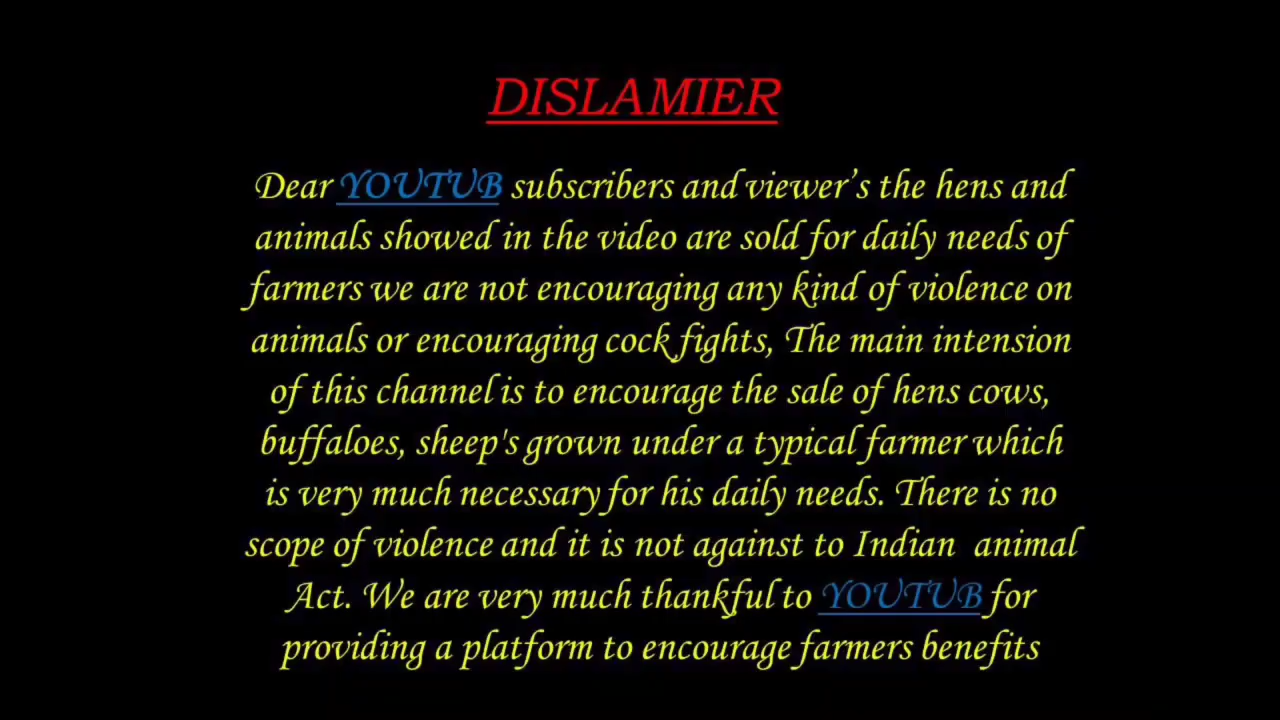 DISLAMIER
Dear YOUTUB subscribers and viewer’s the hens and
animals showed in the video are sold for daily needs of
farmers we are not encouraging any kind of violence on
animals or encouraging cock fights, The main intension
of this channel is to encourage the sale of hens cows,
buffaloes, sheep's grown under a typical farmer which
is very much necessary for his daily needs. There is no
scope of violence and it is not against to Indian animal
Act. We are very much thankful to YOUTUB for
providing a platform to encourage farmers benefits